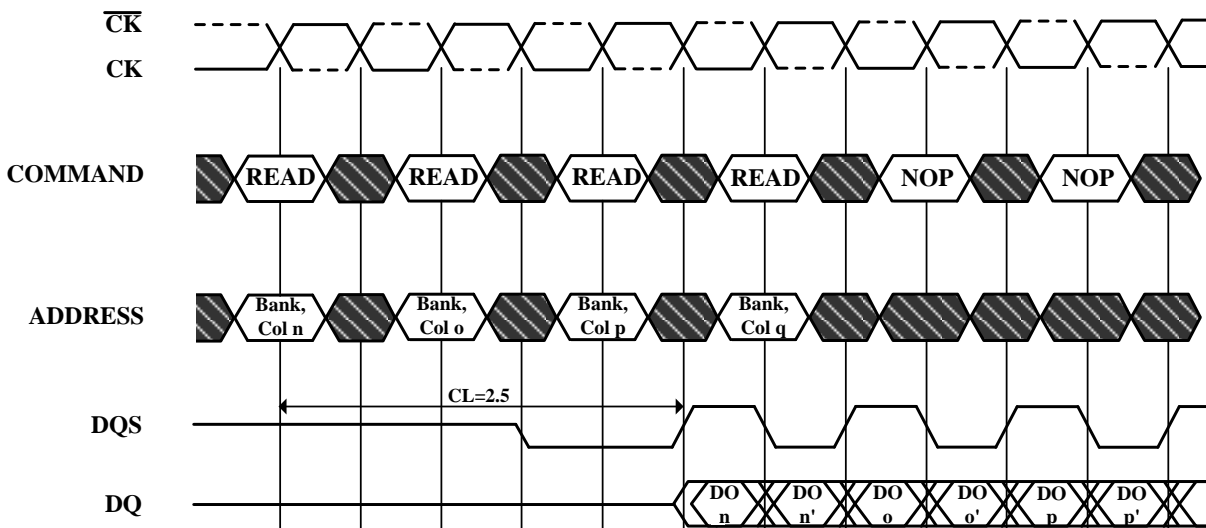 CK
CK
COMMAND READ READ READ READ NOP NOP
ADDRESS Bank, Col n Bank, Col o Bank, Col p Bank, Col q
CL=2.5
DQS
DQ DO n DO n' DO o DO o' DO p DO p'